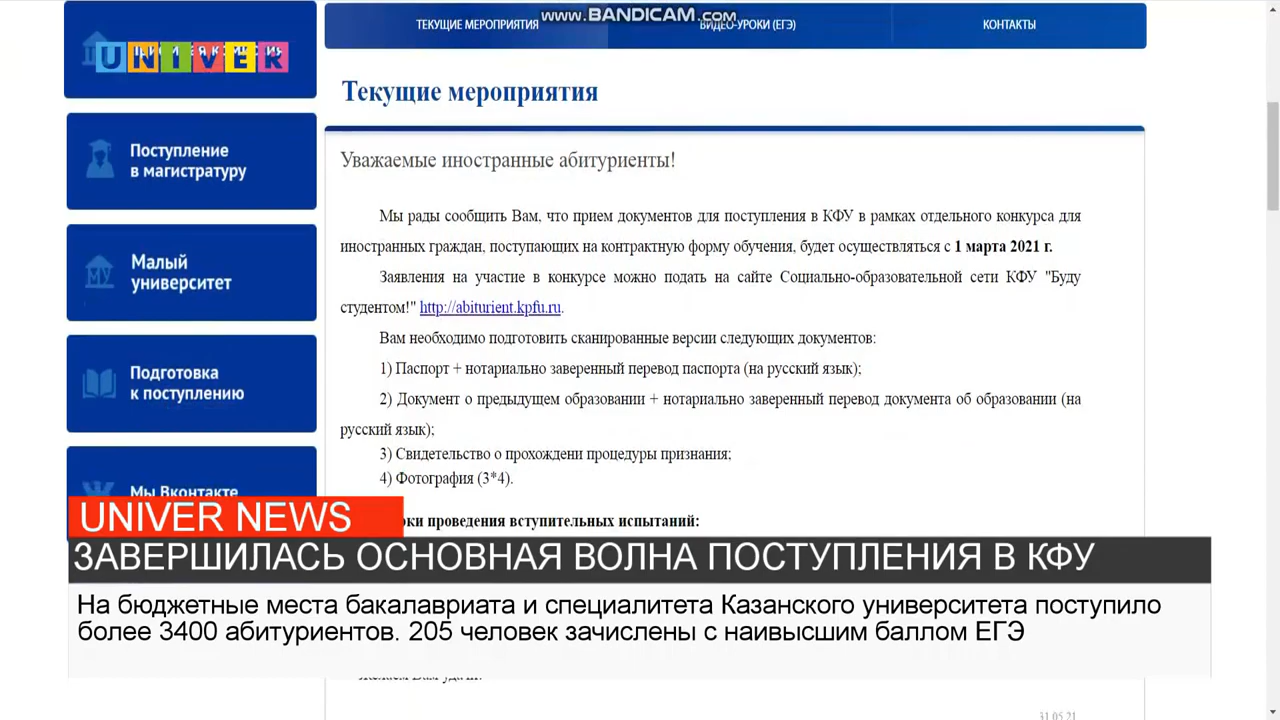 www.BANDICAM.com
ТЕКУЩИЕ МЕРОПРИЯТИЯ
ВИДЕО-УРОКИ (ЕГЭ)
КОНТАКТЫ
UNIVER
Текущие мероприятия
Поступление
в магистратуру
Малый
университет
Подготовка
к поступлению
Мы Вконтакте
Уважаемые иностранные абитуриенты!
Мы рады сообщить Вам, что прием документов для поступления в КФУ в рамках отдельного конкурса для
иностранных граждан, поступающих на контрактную форму обучения, будет осуществляться с 1 марта 2021 г.
Заявления на участие в конкурсе можно подать на сайте Социально-образовательной сети КФУ "Буду
студентом!" http://abiturient.kpfu.ru.
Вам необходимо подготовить сканированные версии следующих документов:
1) Паспорт + нотариально заверенный перевод паспорта (на русский язык);
2) Документ о предыдущем образовании + нотариально заверенный перевод документа об образовании (на
русский язык);
3) Свидетельство о прохождени процедуры признания;
4) Фотография (3*4).
проведения вступительных испытаний:
UNIVER NEWS
ЗАВЕРШИЛАСЬ ОСНОВНАЯ ВОЛНА ПОСТУПЛЕНИЯ В КФУ
На бюджетные места бакалавриата и специалитета Казанского университета поступило
более 3400 абитуриентов. 205 человек зачислены с наивысшим баллом ЕГЭ
31.05.21